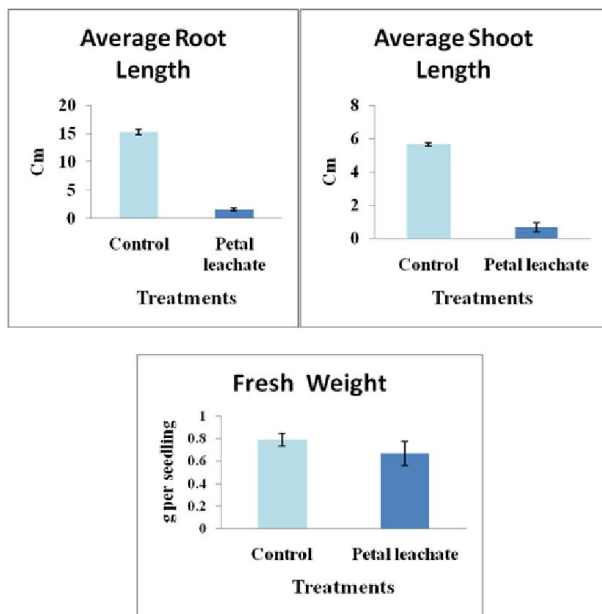 Average Root
Length
20
15
10
5
0
Cm
Control
Petal
leachate
Treatments
Average Shoot
Length
8
6
4
2
0
Cm
Control
Petal leachate
Treatments
Fresh Weight
1
0.8
0.6
0.4
0.2
0
g per seedling
Control
Petal leachate
Treatments